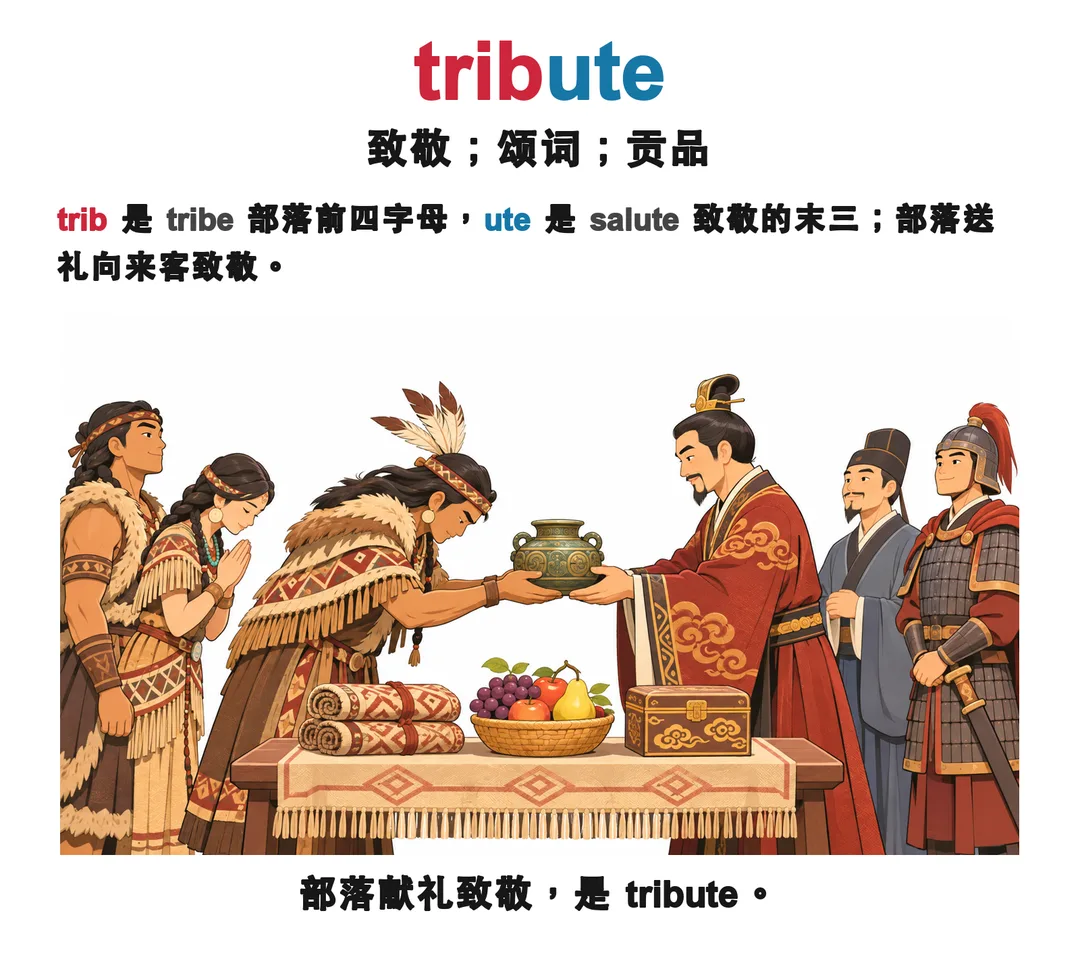 tribute
致敬；颂词；贡品
trib 是 tribe 部落前四字母，ute 是 salute 致敬的末三；部落送
礼向来客致敬。
部落献礼致敬，是 tribute。